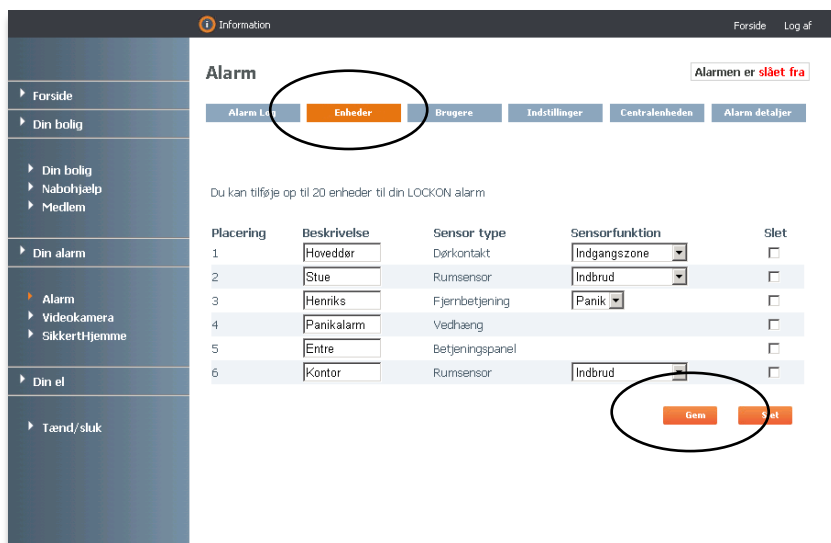 Information
Forside Log af
Alarm
Alarmen er slået fra
Forside
Din bolig
Din bolig
Nabohjælp
Medlem
Din alarm
Alarm
Videokamera
SikkertHjemme
Din el
Tænd/sluk
Alarm Log Enheder Brugere Indstillinger Centralenheden Alarm detaljer
Du kan tilføje op til 20 enheder til din LOCKON alarm
Placering Beskrivelse Sensor type Sensorfunktion Slet
1 Hoveddør Dørkontakt Indgangszone
2 Stue Rumsensor Indbrud
3 Henriks Fjernbetjening Panik
4 Panikalarm Vedhæng
5 Entre Betjeningspanel
6 Kontor Rumsensor Indbrud
Gem Slet